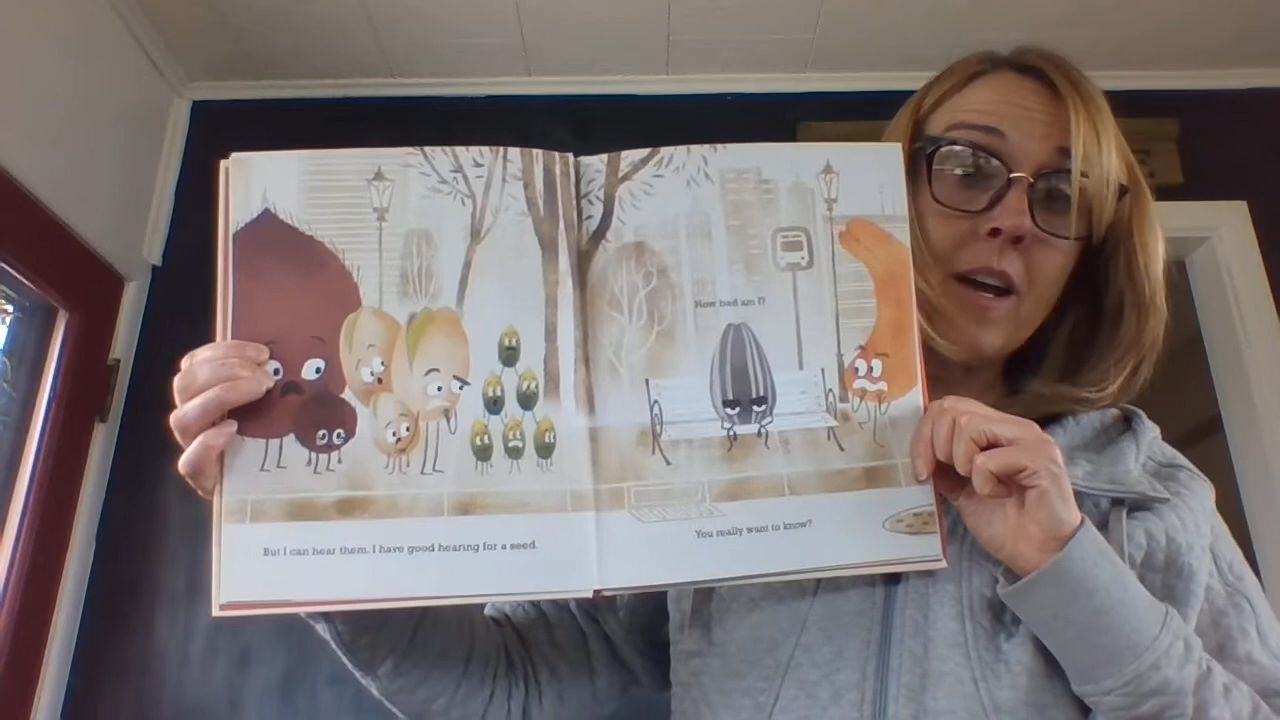 But I can hear them. I have good hearing for a seed.
How bad am I?
You really want to know?